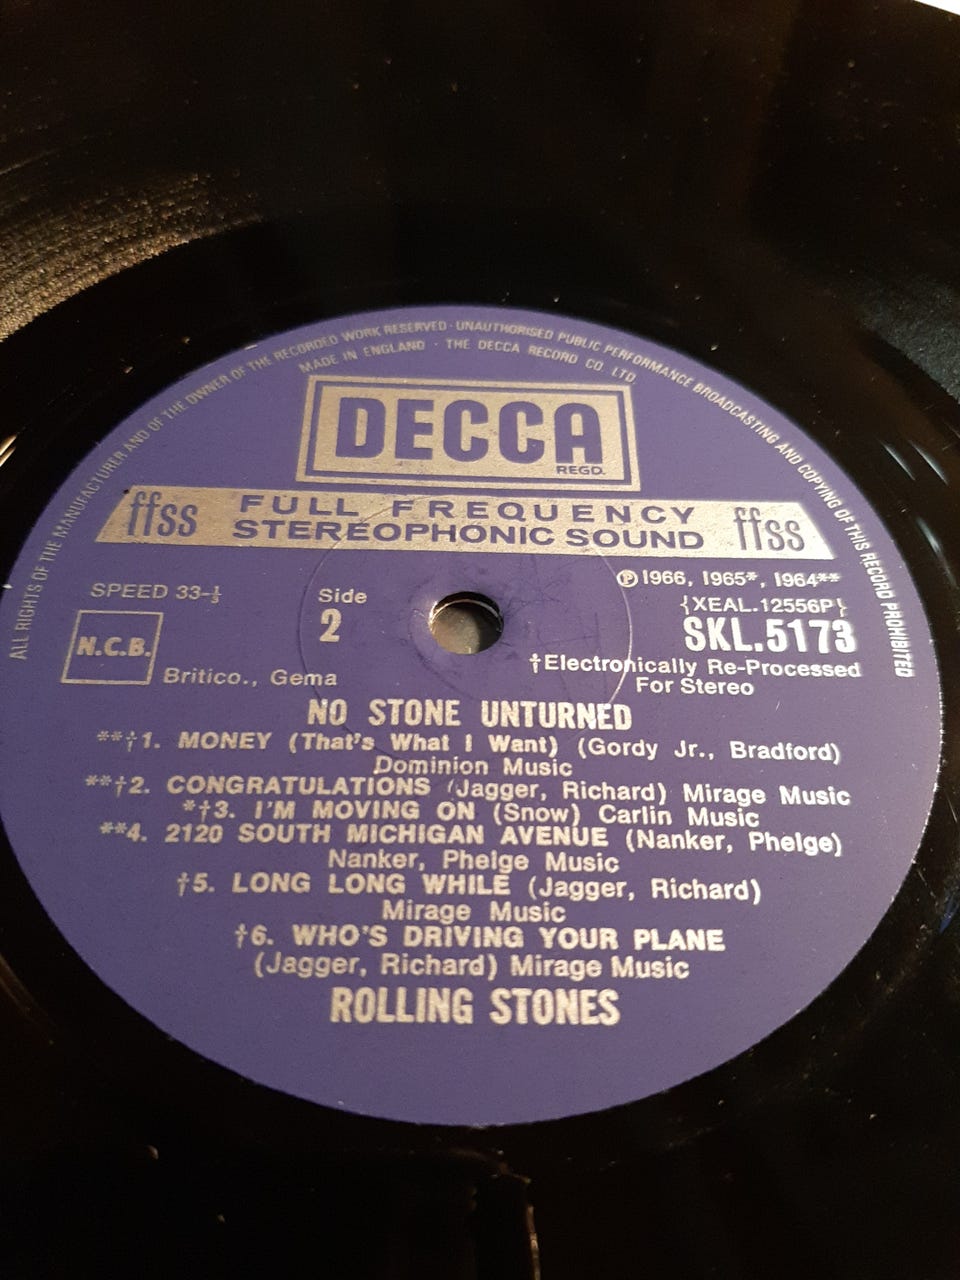 ALL RIGHTS OF THE MANUFACTURER AND OF THE OWNER OF THE RECORDED WORK RESERVED · UNAUTHORISED PUBLIC PERFORMANCE BROADCASTING AND COPYING OF THIS RECORD PROHIBITED
MADE IN ENGLAND · THE DECCA RECORD CO. LTD.
DECCA
REGD.
ffss FULL FREQUENCY ffss
STEREOPHONIC SOUND
SPEED 33-⅓
N.C.B.
Britico., Gema
Side
2
Ⓟ1966, 1965*, 1964**
{XEAL.12556P}
SKL.5173
†Electronically Re-Processed
For Stereo
NO STONE UNTURNED
**†1. MONEY (That's What I Want) (Gordy Jr., Bradford)
Dominion Music
**†2. CONGRATULATIONS (Jagger, Richard) Mirage Music
*†3. I'M MOVING ON (Snow) Carlin Music
**4. 2120 SOUTH MICHIGAN AVENUE (Nanker, Phelge)
Nanker, Phelge Music
†5. LONG LONG WHILE (Jagger, Richard)
Mirage Music
†6. WHO'S DRIVING YOUR PLANE
(Jagger, Richard) Mirage Music
ROLLING STONES